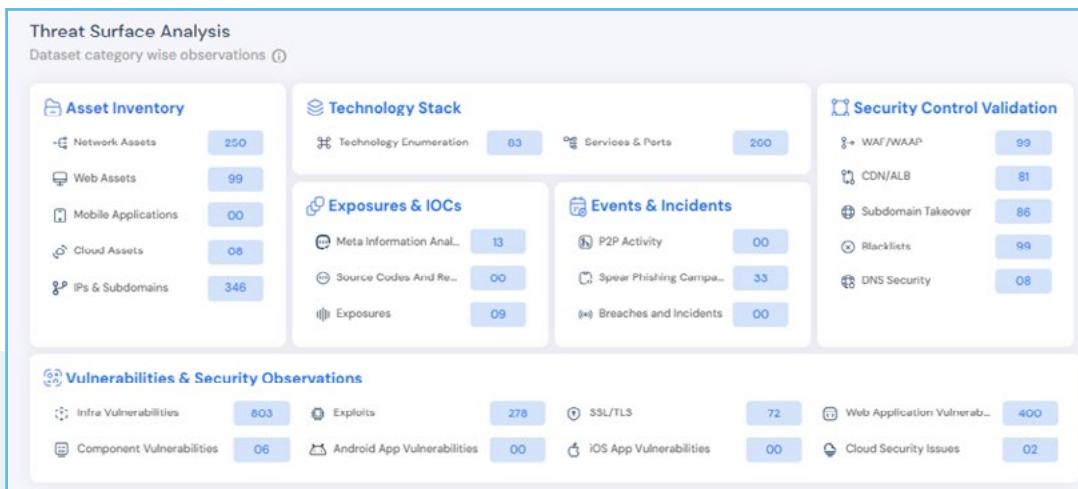 Threat Surface Analysis
Dataset category wise observations
Asset Inventory
Network Assets 250
Web Assets 99
Mobile Applications 00
Cloud Assets 08
IPs & Subdomains 346
Technology Stack
Technology Enumeration 83
Services & Ports 260
Exposures & IOCs
Meta Information Anal... 13
Source Codes And Re... 00
Exposures 09
Events & Incidents
P2P Activity 00
Spear Phishing Campa... 33
Breaches and Incidents 00
Security Control Validation
WAF/WAAP 99
CDN/ALB 81
Subdomain Takeover 86
Blacklists 99
DNS Security 08
Vulnerabilities & Security Observations
Infra Vulnerabilities 803
Exploits 278
SSL/TLS 72
Web Application Vulnerab... 400
Component Vulnerabilities 06
Android App Vulnerabilities 00
iOS App Vulnerabilities 00
Cloud Security Issues 02